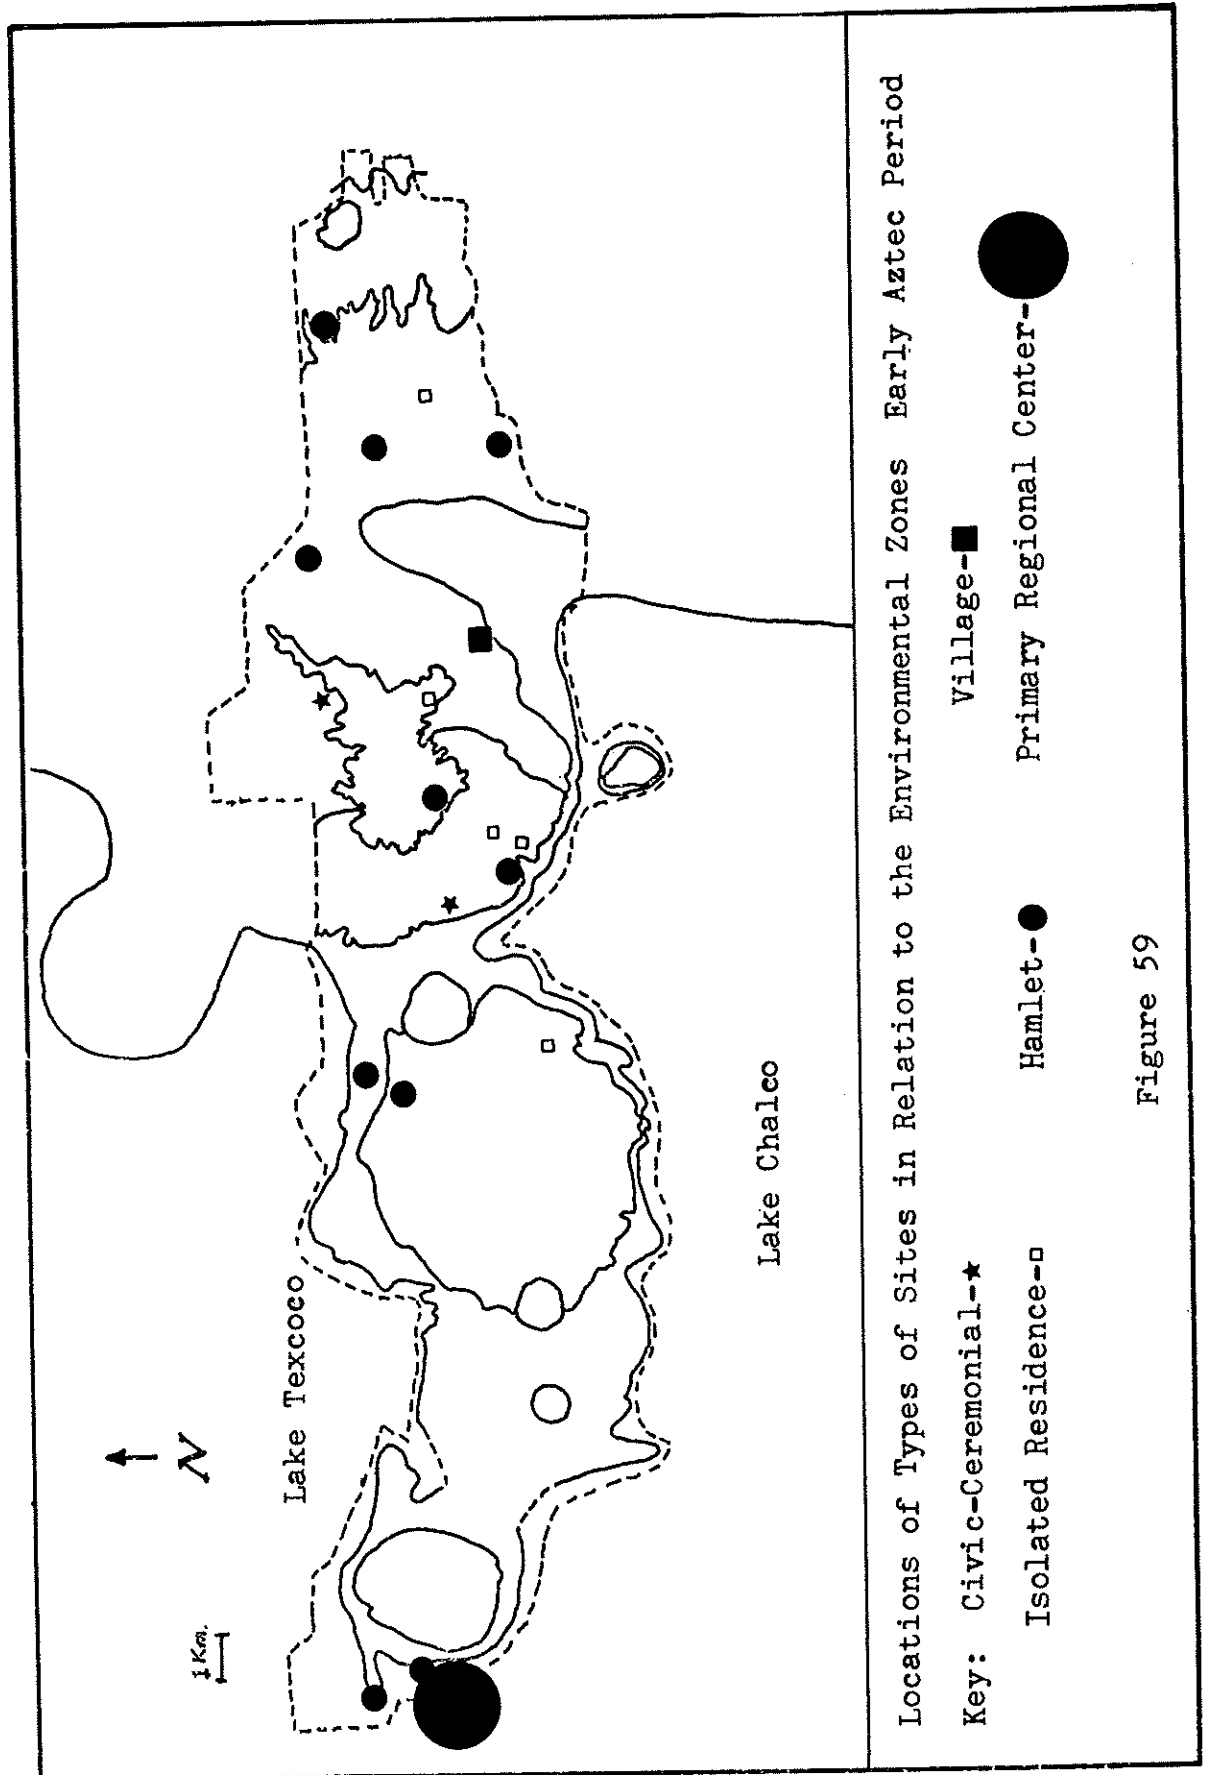 1 Km.
N
Lake Texcoco
Lake Chalco
Locations of Types of Sites in Relation to the Environmental Zones Early Aztec Period
Key: Civic-Ceremonial- Village-
Isolated Residence- Hamlet- Primary Regional Center-
Figure 59